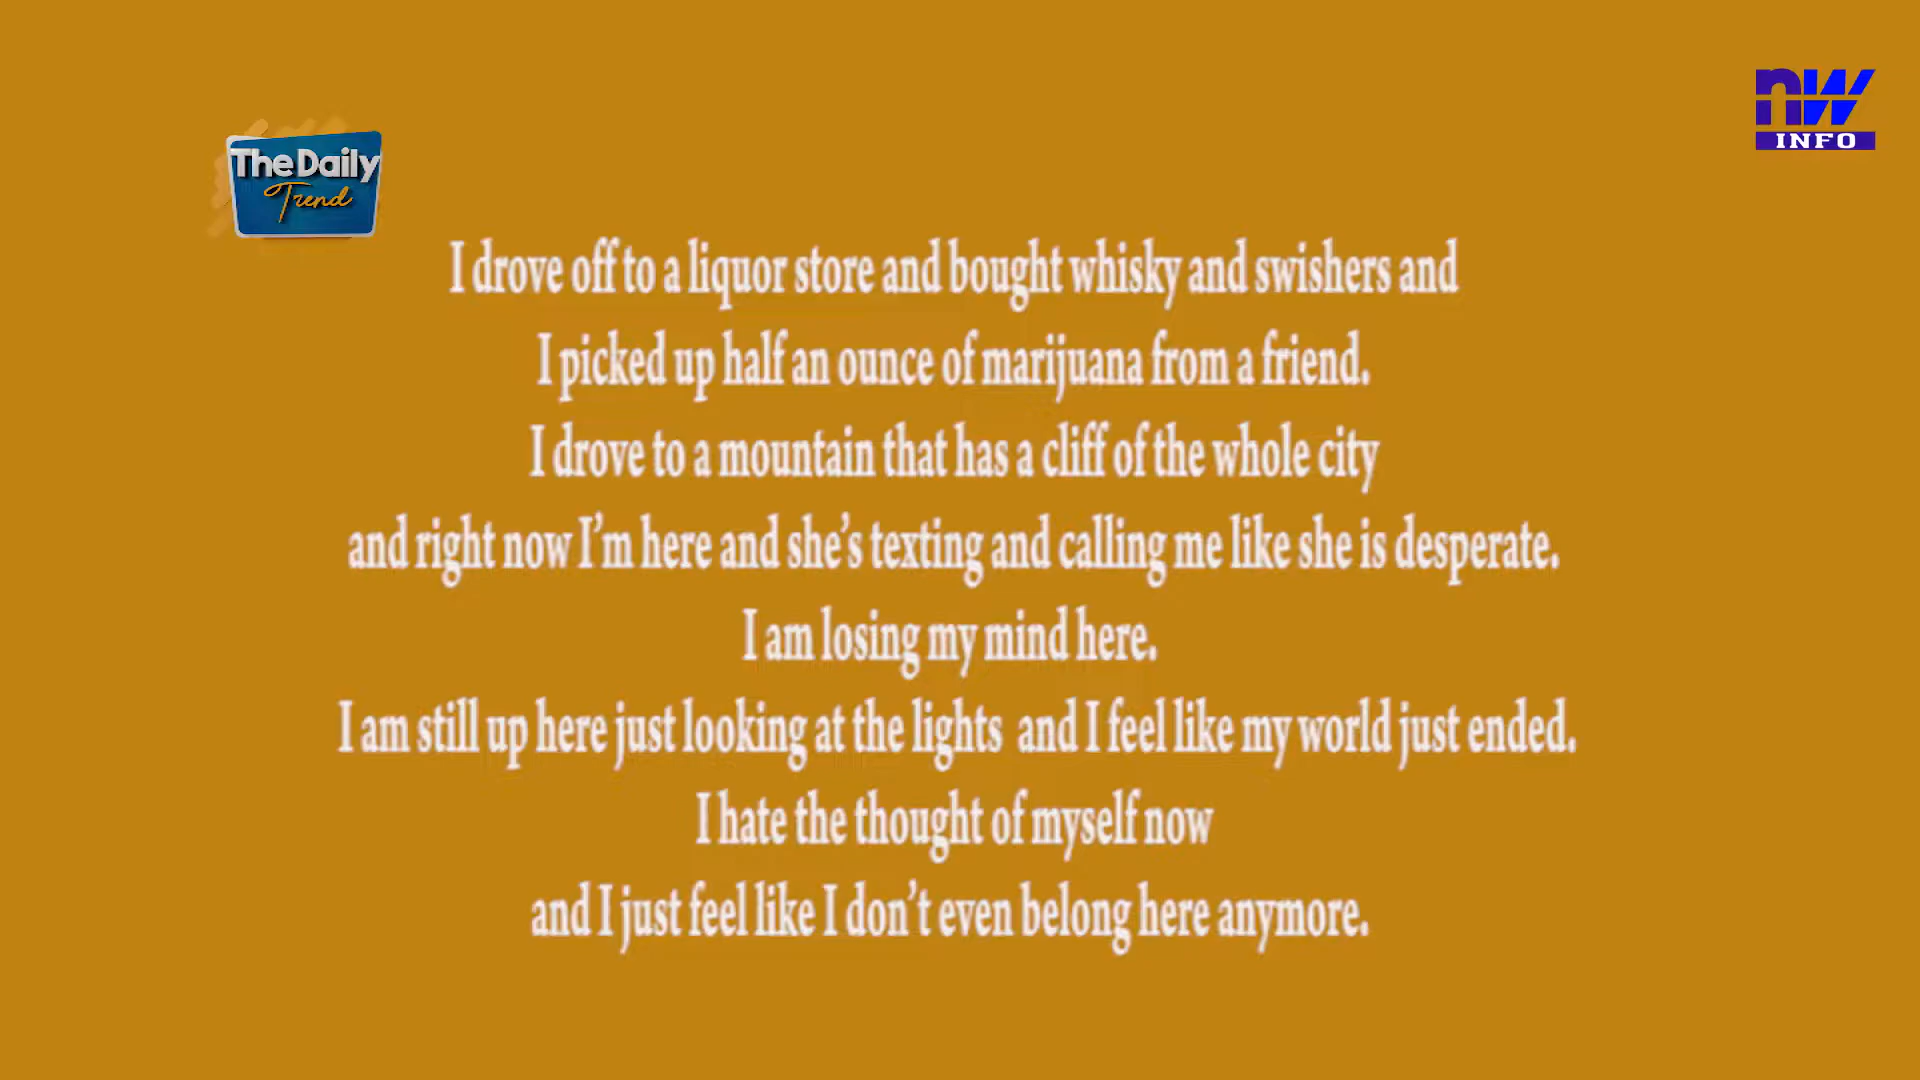 nw
INFO
The Daily
Trend
I drove off to a liquor store and bought whisky and swishers and
I picked up half an ounce of marijuana from a friend.
I drove to a mountain that has a cliff of the whole city
and right now I’m here and she’s texting and calling me like she is desperate.
I am losing my mind here.
I am still up here just looking at the lights  and I feel like my world just ended.
I hate the thought of myself now
and I just feel like I don’t even belong here anymore.